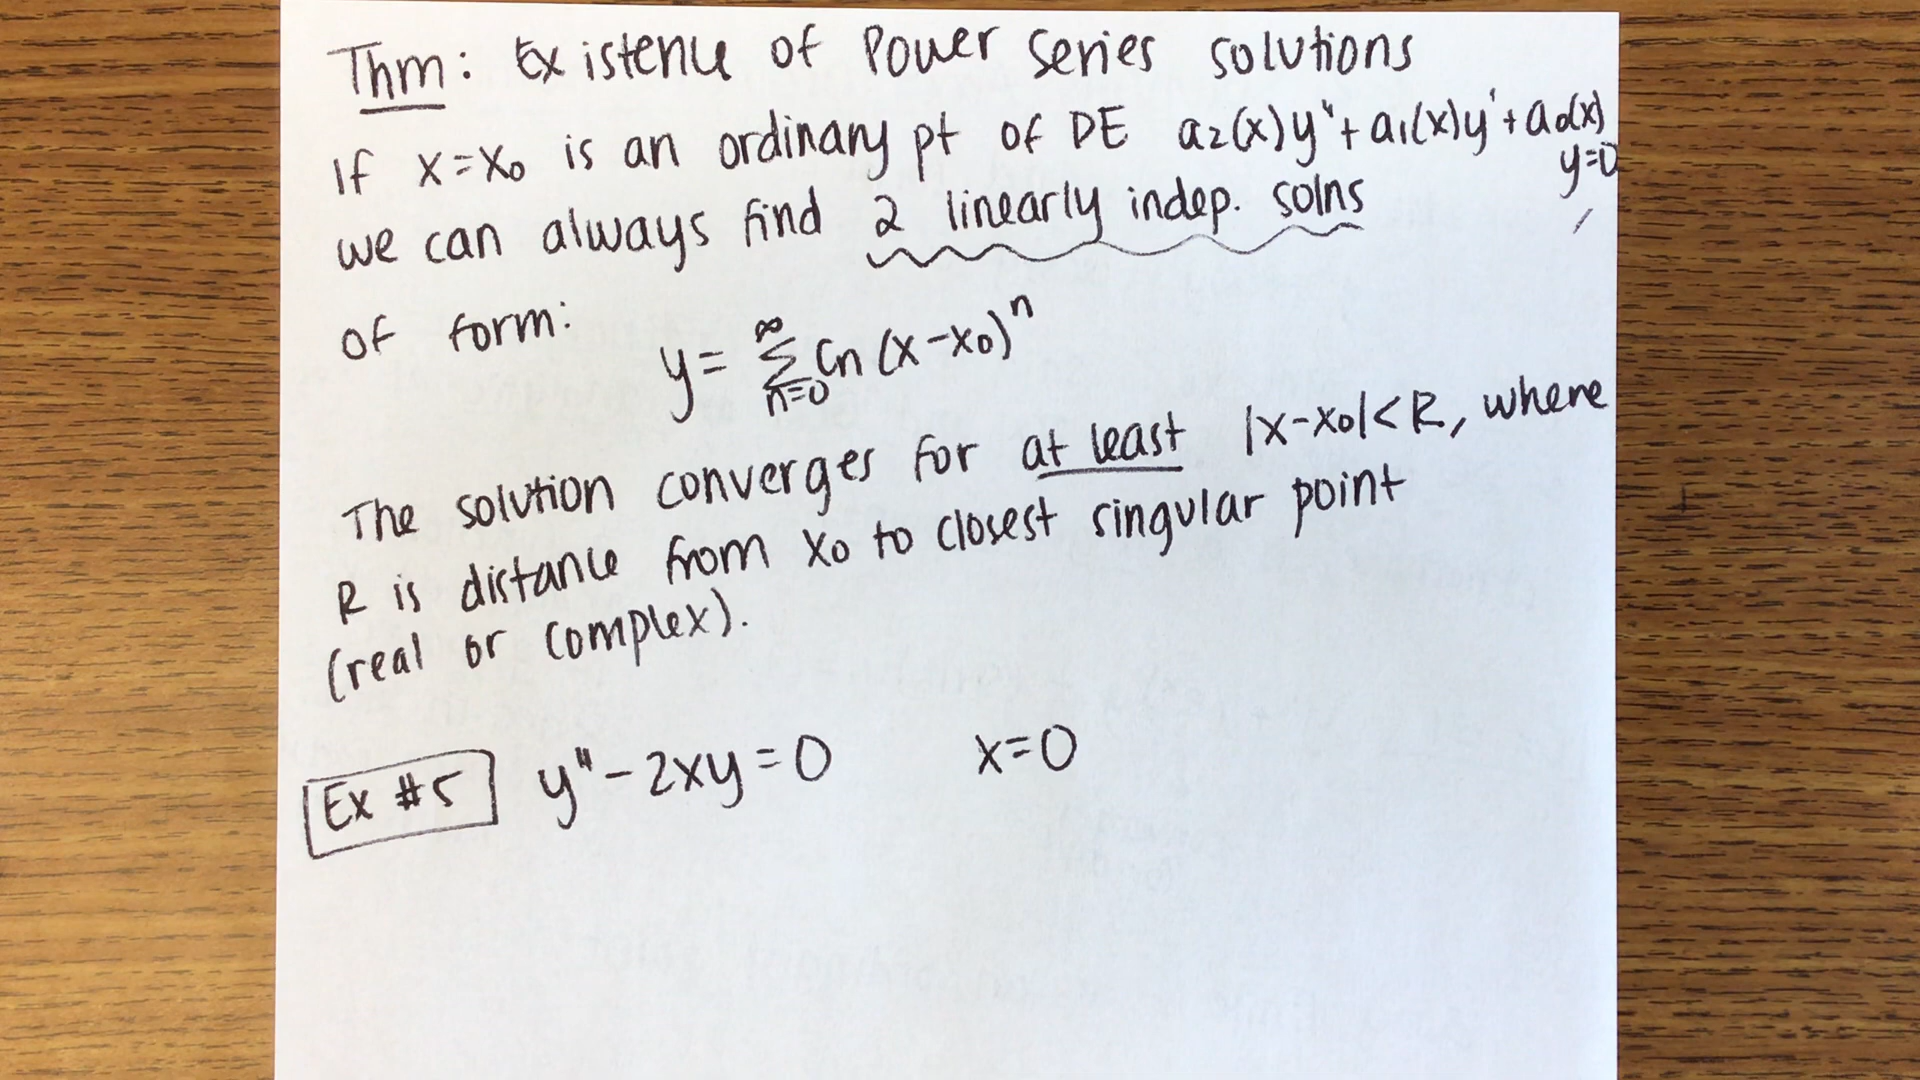 Thm: Existence of Power Series solutions
If x=x₀ is an ordinary pt of DE a₂(x)y"+a₁(x)y'+a₀(x)
y=0,
we can always find 2 linearly indep. solns
of form: y= ∞∑n=0 Cn (x-x₀)ⁿ
The solution converges for at least |x-x₀|<R, where
R is distance from x₀ to closest singular point
(real or complex).
Ex #5 y"-2xy=0 x=0